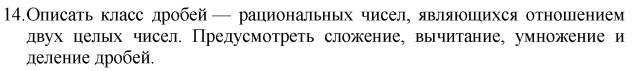 14.Описать класс дробей — рациональных чисел, являющихся отношением
двух целых чисел. Предусмотреть сложение, вычитание, умножение и
деление дробей.